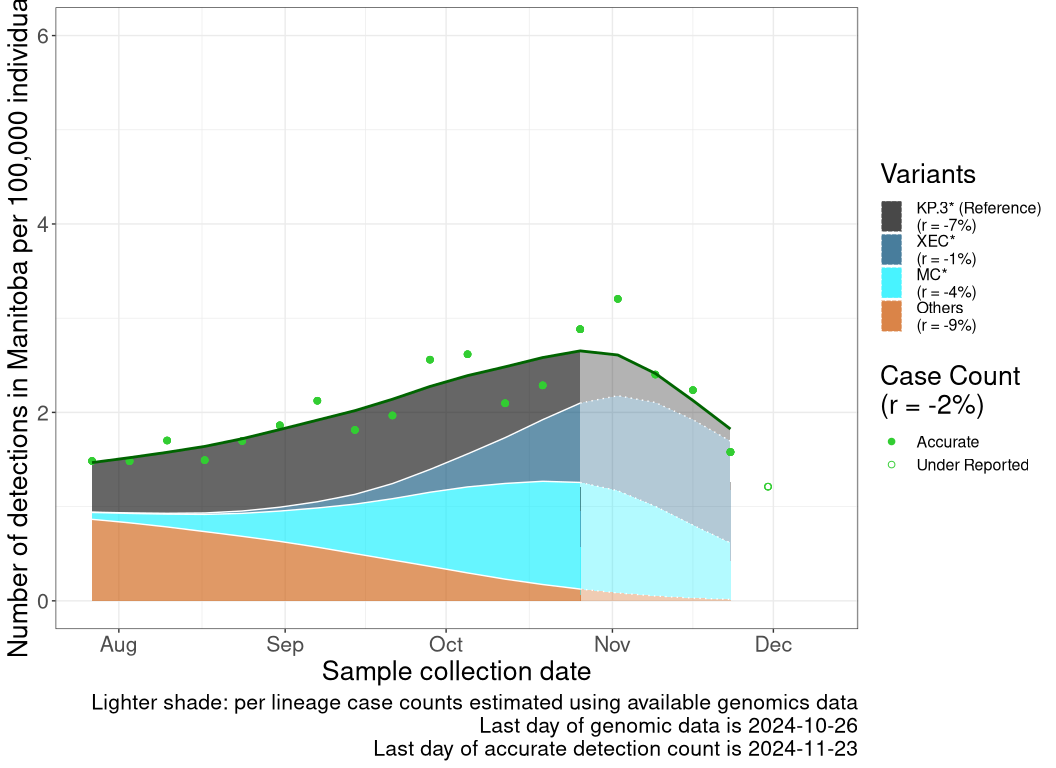 Number of detections in Manitoba per 100,000 individua
6
4
2
0
Aug Sep Oct Nov Dec
Sample collection date
Lighter shade: per lineage case counts estimated using available genomics data
Last day of genomic data is 2024-10-26
Last day of accurate detection count is 2024-11-23
Variants
KP.3* (Reference)
(r = -7%)
XEC*
(r = -1%)
MC*
(r = -4%)
Others
(r = -9%)
Case Count
(r = -2%)
Accurate
Under Reported